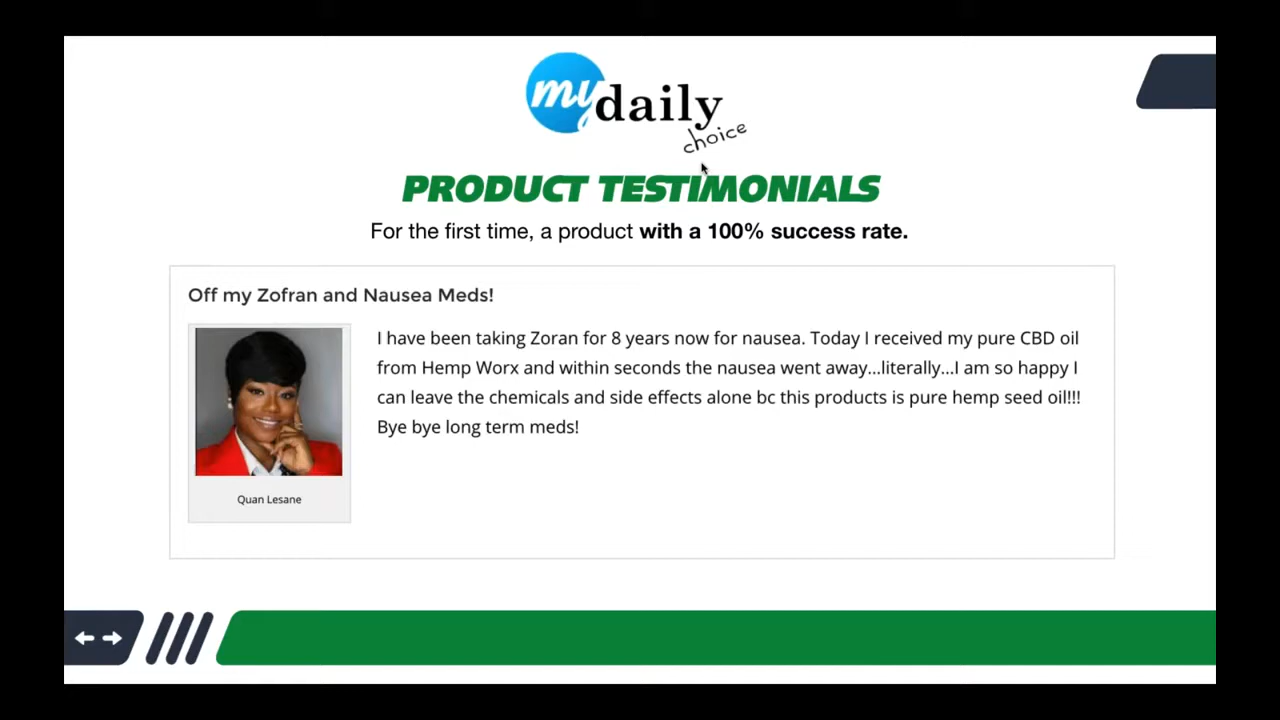 my daily
choice
PRODUCT TESTIMONIALS
For the first time, a product with a 100% success rate.
Off my Zofran and Nausea Meds!
I have been taking Zoran for 8 years now for nausea. Today I received my pure CBD oil
from Hemp Worx and within seconds the nausea went away...literally...I am so happy I
can leave the chemicals and side effects alone bc this products is pure hemp seed oil!!!
Bye bye long term meds!
Quan Lesane